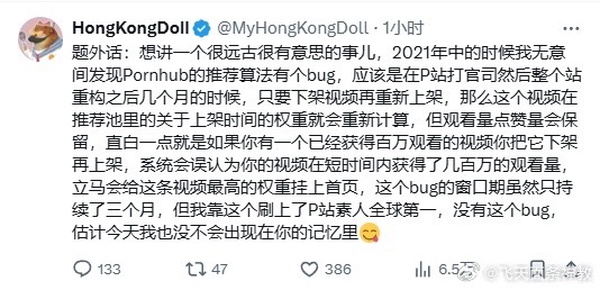 HongKongDoll @MyHongKongDoll · 1小时
题外话：想讲一个很远古很有意思的事儿，2021年中的时候我无意
间发现Pornhub的推荐算法有个bug，应该是在P站打官司然后整个站
重构之后几个月的时候，只要下架视频再重新上架，那么这个视频在
推荐池里的关于上架时间的权重就会重新计算，但观看量点赞量会保
留，直白一点就是如果你有一个已经获得百万观看的视频你把它下架
再上架，系统会误认为你的视频在短时间内获得了几百万的观看量，
立马会给这条视频最高的权重挂上首页，这个bug的窗口期虽然只持
续了三个月，但我靠这个刷上了P站素人全球第一，没有这个bug，
估计今天我也没不会出现在你的记忆里😋
133 47 386 6.5万